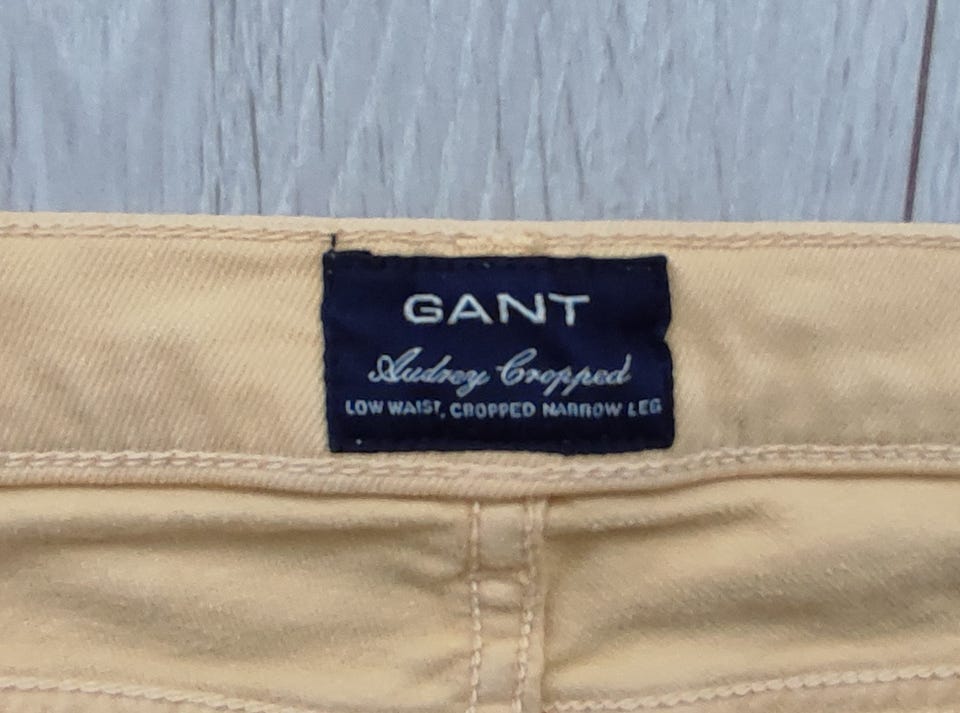 GANT
Audrey Cropped
LOW WAIST, CROPPED NARROW LEG